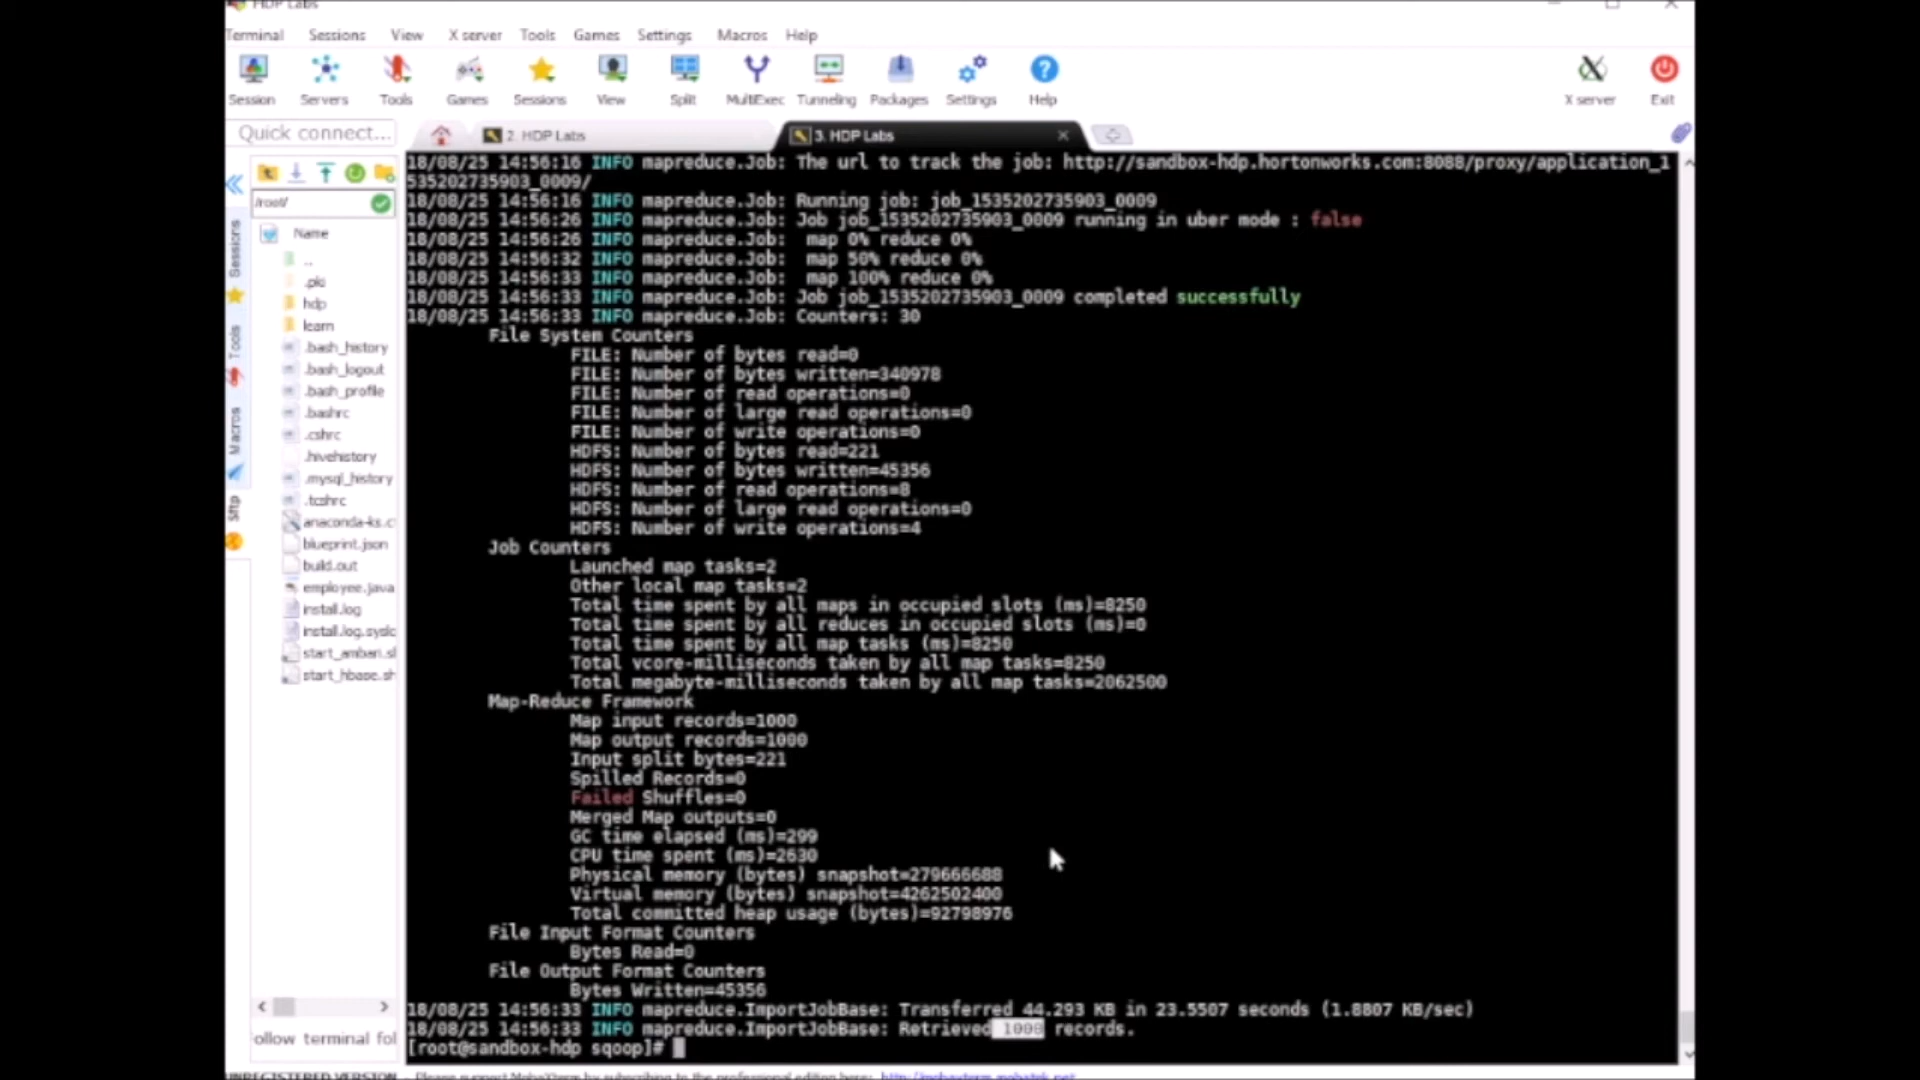 HDP Labs
Terminal Sessions View X server Tools Games Settings Macros Help
Session Servers Tools Games Sessions View Split MultiExec Tunneling Packages Settings Help X server Exit
Quick connect...
2. HDP Labs
3. HDP Labs
/root/
Name
..
.pki
hdp
learn
.bash_history
.bash_logout
.bash_profile
.bashrc
.cshrc
.hivehistory
.mysql_history
.tcshrc
anaconda-ks.c
blueprint.json
build.out
employee.java
install.log
install.log.syslo
start_ambari.sh
start_hbase.sh
Sessions
Tools
Macros
Sftp
18/08/25 14:56:16 INFO mapreduce.Job: The url to track the job: http://sandbox-hdp.hortonworks.com:8088/proxy/application_1
535202735903_0009/
18/08/25 14:56:16 INFO mapreduce.Job: Running job: job_1535202735903_0009
18/08/25 14:56:26 INFO mapreduce.Job: Job job_1535202735903_0009 running in uber mode : false
18/08/25 14:56:26 INFO mapreduce.Job: map 0% reduce 0%
18/08/25 14:56:32 INFO mapreduce.Job: map 50% reduce 0%
18/08/25 14:56:33 INFO mapreduce.Job: map 100% reduce 0%
18/08/25 14:56:33 INFO mapreduce.Job: Job job_1535202735903_0009 completed successfully
18/08/25 14:56:33 INFO mapreduce.Job: Counters: 30
File System Counters
FILE: Number of bytes read=0
FILE: Number of bytes written=340978
FILE: Number of read operations=0
FILE: Number of large read operations=0
FILE: Number of write operations=0
HDFS: Number of bytes read=221
HDFS: Number of bytes written=45356
HDFS: Number of read operations=8
HDFS: Number of large read operations=0
HDFS: Number of write operations=4
Job Counters
Launched map tasks=2
Other local map tasks=2
Total time spent by all maps in occupied slots (ms)=8250
Total time spent by all reduces in occupied slots (ms)=0
Total time spent by all map tasks (ms)=8250
Total vcore-milliseconds taken by all map tasks=8250
Total megabyte-milliseconds taken by all map tasks=2062500
Map-Reduce Framework
Map input records=1000
Map output records=1000
Input split bytes=221
Spilled Records=0
Failed Shuffles=0
Merged Map outputs=0
GC time elapsed (ms)=299
CPU time spent (ms)=2630
Physical memory (bytes) snapshot=279666688
Virtual memory (bytes) snapshot=4262502400
Total committed heap usage (bytes)=92798976
File Input Format Counters
Bytes Read=0
File Output Format Counters
Bytes Written=45356
18/08/25 14:56:33 INFO mapreduce.ImportJobBase: Transferred 44.293 KB in 23.5507 seconds (1.8807 KB/sec)
18/08/25 14:56:33 INFO mapreduce.ImportJobBase: Retrieved 1000 records.
[root@sandbox-hdp sqoop]#
ollow terminal fol
UNREGISTERED VERSION - Please support MobaXterm by subscribing to the professional edition here: http://mobaxterm.mobatek.net